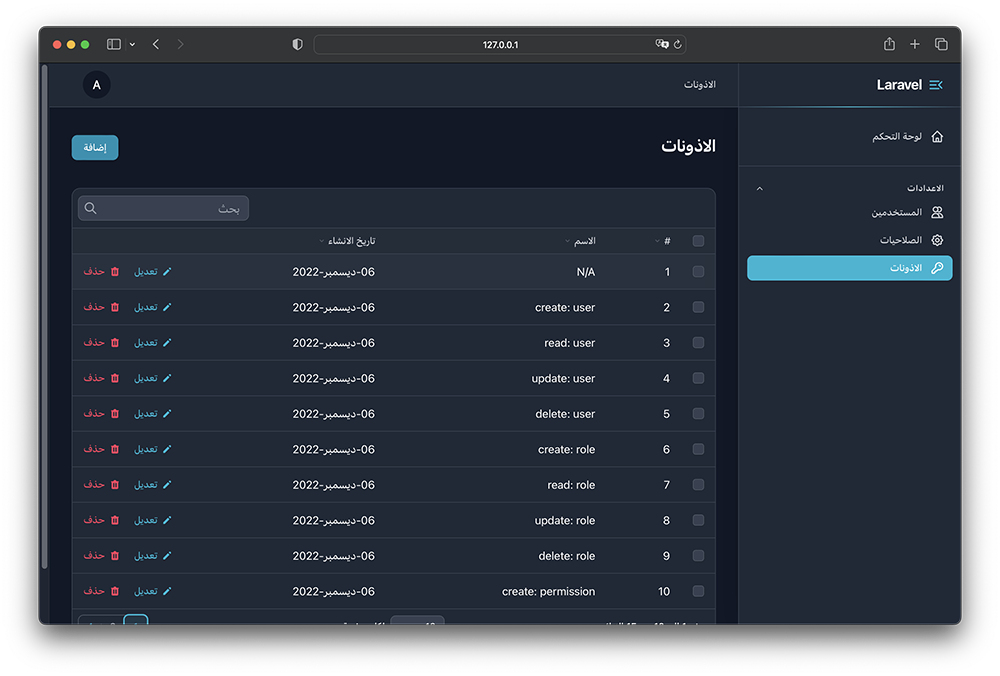 127.0.0.1
Laravel
الاذونات
A
لوحة التحكم
الاعدادات
المستخدمين
الصلاحيات
الاذونات
الاذونات
إضافة
بحث
# الاسم تاريخ الانشاء
1 N/A 06-ديسمبر-2022 تعديل حذف
2 create: user 06-ديسمبر-2022 تعديل حذف
3 read: user 06-ديسمبر-2022 تعديل حذف
4 update: user 06-ديسمبر-2022 تعديل حذف
5 delete: user 06-ديسمبر-2022 تعديل حذف
6 create: role 06-ديسمبر-2022 تعديل حذف
7 read: role 06-ديسمبر-2022 تعديل حذف
8 update: role 06-ديسمبر-2022 تعديل حذف
9 delete: role 06-ديسمبر-2022 تعديل حذف
10 create: permission 06-ديسمبر-2022 تعديل حذف